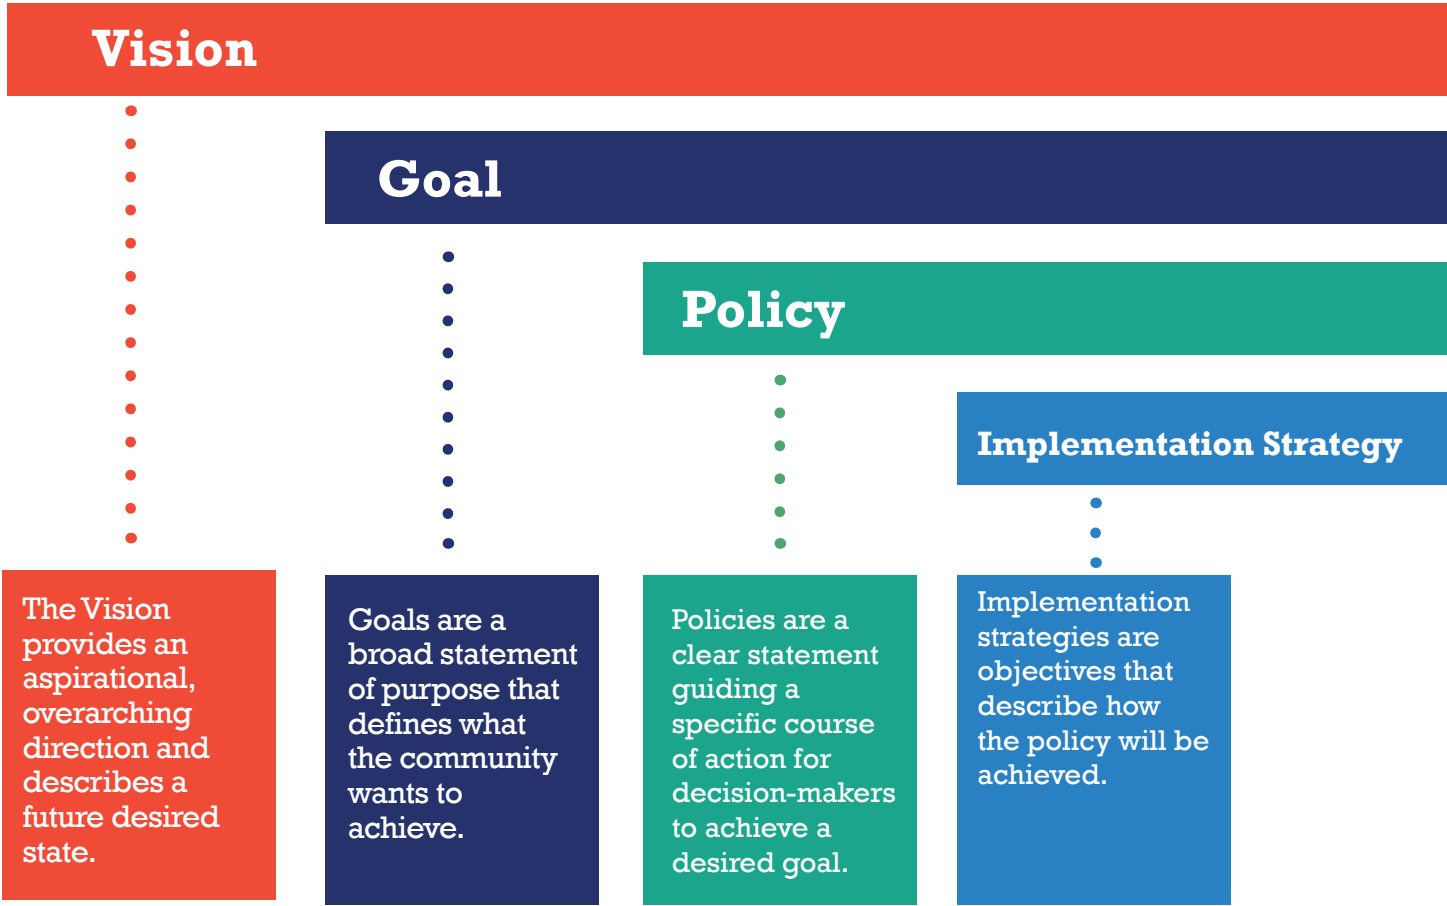 Vision
Goal
Policy
Implementation Strategy
The Vision
provides an
aspirational,
overarching
direction and
describes a
future desired
state.
Goals are a
broad statement
of purpose that
defines what
the community
wants to
achieve.
Policies are a
clear statement
guiding a
specific course
of action for
decision-makers
to achieve a
desired goal.
Implementation
strategies are
objectives that
describe how
the policy will be
achieved.